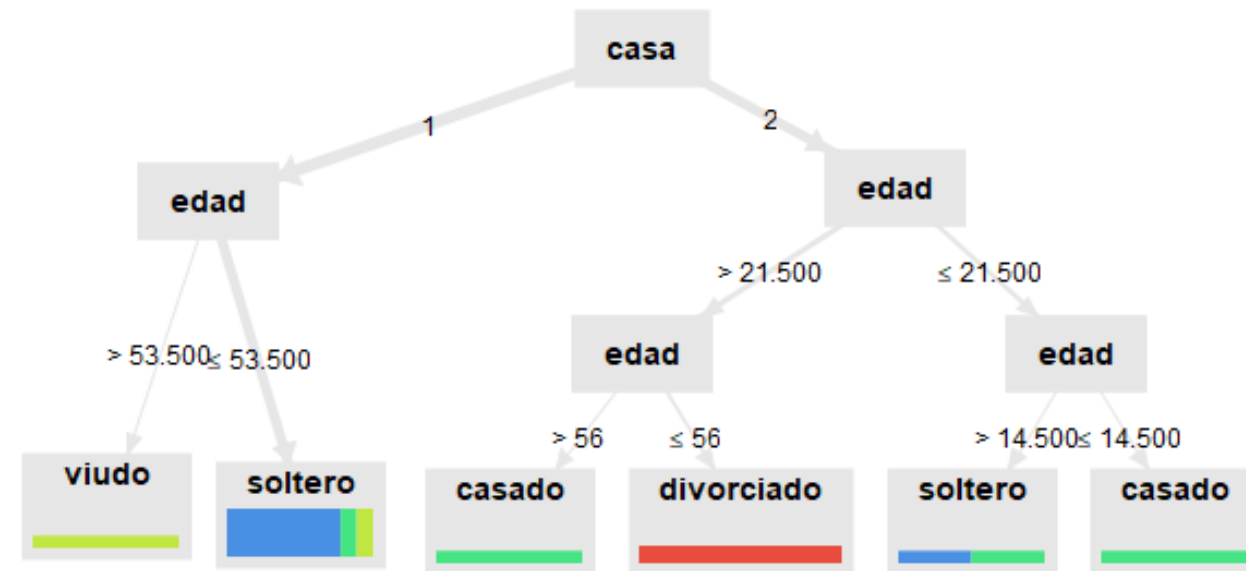 casa
1
2
edad
edad
> 21.500
≤ 21.500
> 53.500
≤ 53.500
edad
edad
> 56
≤ 56
> 14.500
≤ 14.500
viudo
soltero
casado
divorciado
soltero
casado